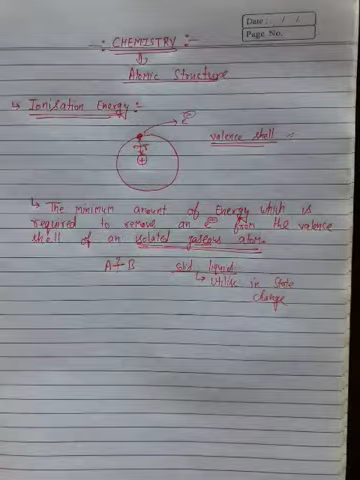 Date : / /
Page No.
-: CHEMISTRY :-
Atomic Structure
↳ Ionisation Energy :-
e⁻
valence shell
↳ The minimum amount of Energy which is
required to remove an e⁻ from the valence
shell of an isolated gaseous atom.
A + B
solid liquid
↳ Utilise in State
change